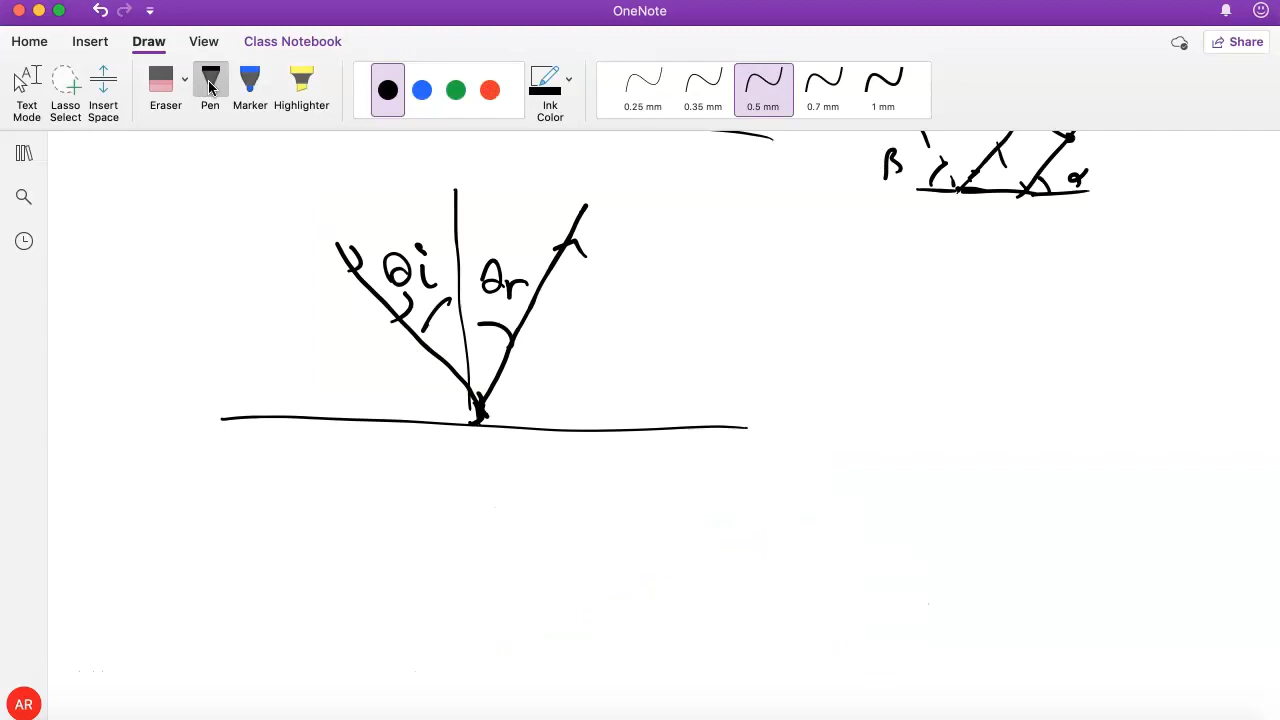 OneNote
Home Insert Draw View Class Notebook Share
Text Mode
Lasso Select
Insert Space
Eraser
Pen
Marker
Highlighter
Ink Color
0.25 mm
0.35 mm
0.5 mm
0.7 mm
1 mm
β
α
θi
θr
AR